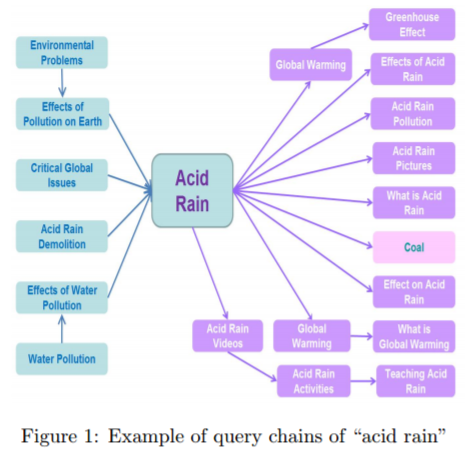 Environmental
Problems
Effects of
Pollution on Earth
Critical Global
Issues
Acid Rain
Demolition
Effects of Water
Pollution
Water Pollution
Acid
Rain
Greenhouse
Effect
Global Warming
Effects of Acid
Rain
Acid Rain
Pollution
Acid Rain
Pictures
What is Acid
Rain
Coal
Effect on Acid
Rain
Acid Rain
Videos
Global
Warming
What is
Global Warming
Acid Rain
Activities
Teaching Acid
Rain
Figure 1: Example of query chains of “acid rain”